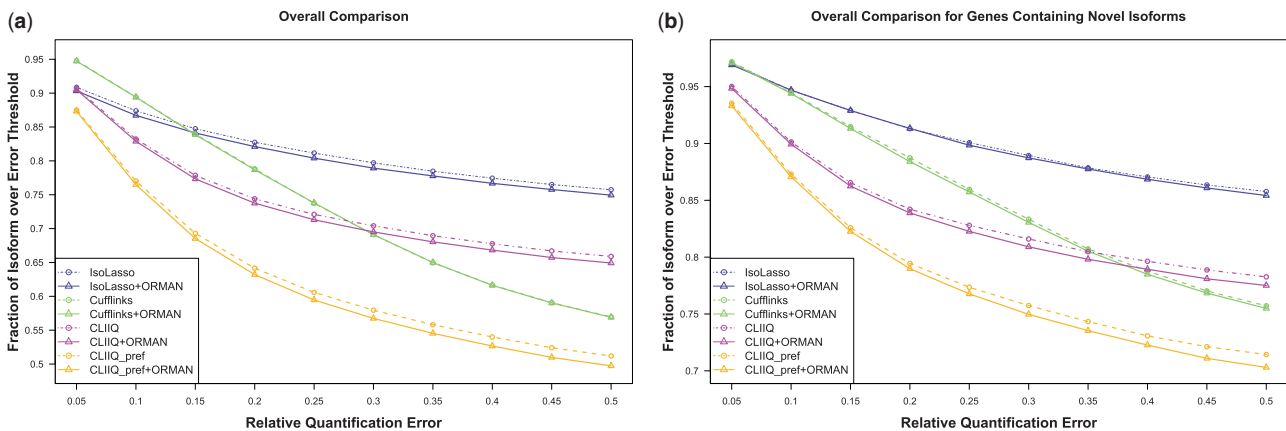 (a)
Overall Comparison
Fraction of Isoform over Error Threshold
0.95
0.9
0.85
0.8
0.75
0.7
0.65
0.6
0.55
0.5
IsoLasso
IsoLasso+ORMAN
Cufflinks
Cufflinks+ORMAN
CLIIQ
CLIIQ+ORMAN
CLIIQ_pref
CLIIQ_pref+ORMAN
0.05 0.1 0.15 0.2 0.25 0.3 0.35 0.4 0.45 0.5
Relative Quantification Error
(b)
Overall Comparison for Genes Containing Novel Isoforms
Fraction of Isoform over Error Threshold
0.95
0.9
0.85
0.8
0.75
0.7
IsoLasso
IsoLasso+ORMAN
Cufflinks
Cufflinks+ORMAN
CLIIQ
CLIIQ+ORMAN
CLIIQ_pref
CLIIQ_pref+ORMAN
0.05 0.1 0.15 0.2 0.25 0.3 0.35 0.4 0.45 0.5
Relative Quantification Error